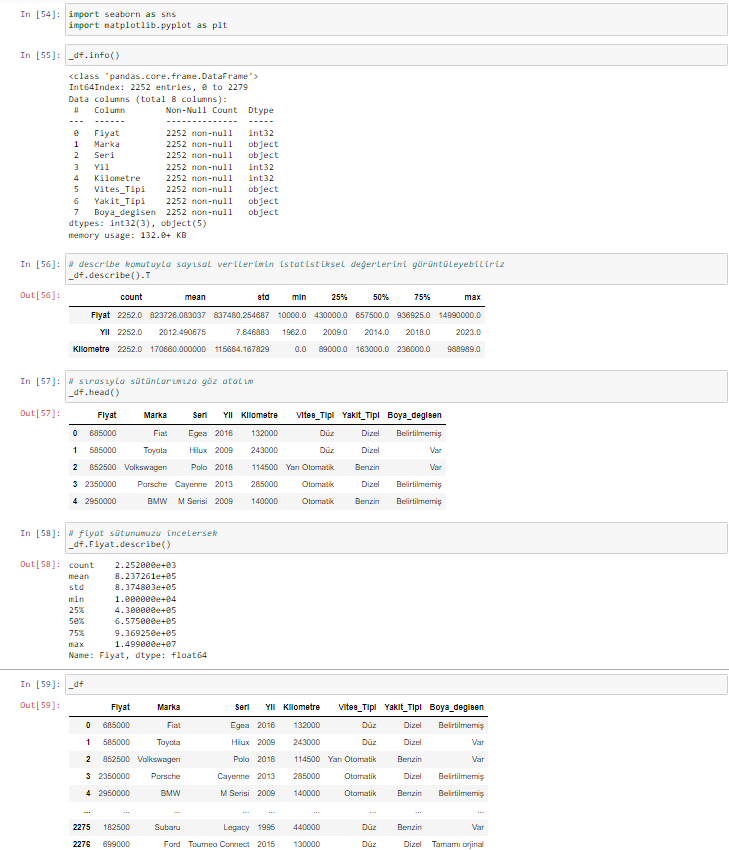 In [54]: import seaborn as sns
import matplotlib.pyplot as plt
In [55]: _df.info()
<class 'pandas.core.frame.DataFrame'>
Int64Index: 2252 entries, 0 to 2279
Data columns (total 8 columns):
# Column Non-Null Count Dtype
--- ------ -------------- -----
0 Fiyat 2252 non-null int32
1 Marka 2252 non-null object
2 Seri 2252 non-null object
3 Yil 2252 non-null int32
4 Kilometre 2252 non-null int32
5 Vites_Tipi 2252 non-null object
6 Yakit_Tipi 2252 non-null object
7 Boya_degisen 2252 non-null object
dtypes: int32(3), object(5)
memory usage: 132.0+ KB
In [56]: # describe komutuyla sayısal verilerimin istatistiksel değerlerini görüntüleyebiliriz
_df.describe().T
Out[56]:
count mean std min 25% 50% 75% max
Fiyat 2252.0 823726.083037 837480.254687 10000.0 430000.0 657500.0 936925.0 14990000.0
Yil 2252.0 2012.490675 7.646883 1962.0 2009.0 2014.0 2018.0 2023.0
Kilometre 2252.0 170660.000000 115684.167829 0.0 89000.0 163000.0 236000.0 988989.0
In [57]: # sırasıyla sütünlarımıza göz atalım
_df.head()
Out[57]:
Fiyat Marka Seri Yil Kilometre Vites_Tipi Yakit_Tipi Boya_degisen
0 685000 Fiat Egea 2016 132000 Düz Dizel Belirtilmemiş
1 585000 Toyota Hilux 2009 243000 Düz Dizel Var
2 852500 Volkswagen Polo 2018 114500 Yarı Otomatik Benzin Var
3 2350000 Porsche Cayenne 2013 285000 Otomatik Dizel Belirtilmemiş
4 2950000 BMW M Serisi 2009 140000 Otomatik Benzin Belirtilmemiş
In [58]: # fiyat sütunumuzu incelersek
_df.Fiyat.describe()
Out[58]: count 2.252000e+03
mean 8.237261e+05
std 8.374803e+05
min 1.000000e+04
25% 4.300000e+05
50% 6.575000e+05
75% 9.369250e+05
max 1.499000e+07
Name: Fiyat, dtype: float64
In [59]: _df
Out[59]:
Fiyat Marka Seri Yil Kilometre Vites_Tipi Yakit_Tipi Boya_degisen
0 685000 Fiat Egea 2016 132000 Düz Dizel Belirtilmemiş
1 585000 Toyota Hilux 2009 243000 Düz Dizel Var
2 852500 Volkswagen Polo 2018 114500 Yarı Otomatik Benzin Var
3 2350000 Porsche Cayenne 2013 285000 Otomatik Dizel Belirtilmemiş
4 2950000 BMW M Serisi 2009 140000 Otomatik Benzin Belirtilmemiş
... ... ... ... ... ... ... ... ...
2275 182500 Subaru Legacy 1995 440000 Düz Benzin Var
2276 699000 Ford Tourneo Connect 2015 130000 Düz Dizel Tamamı orjinal